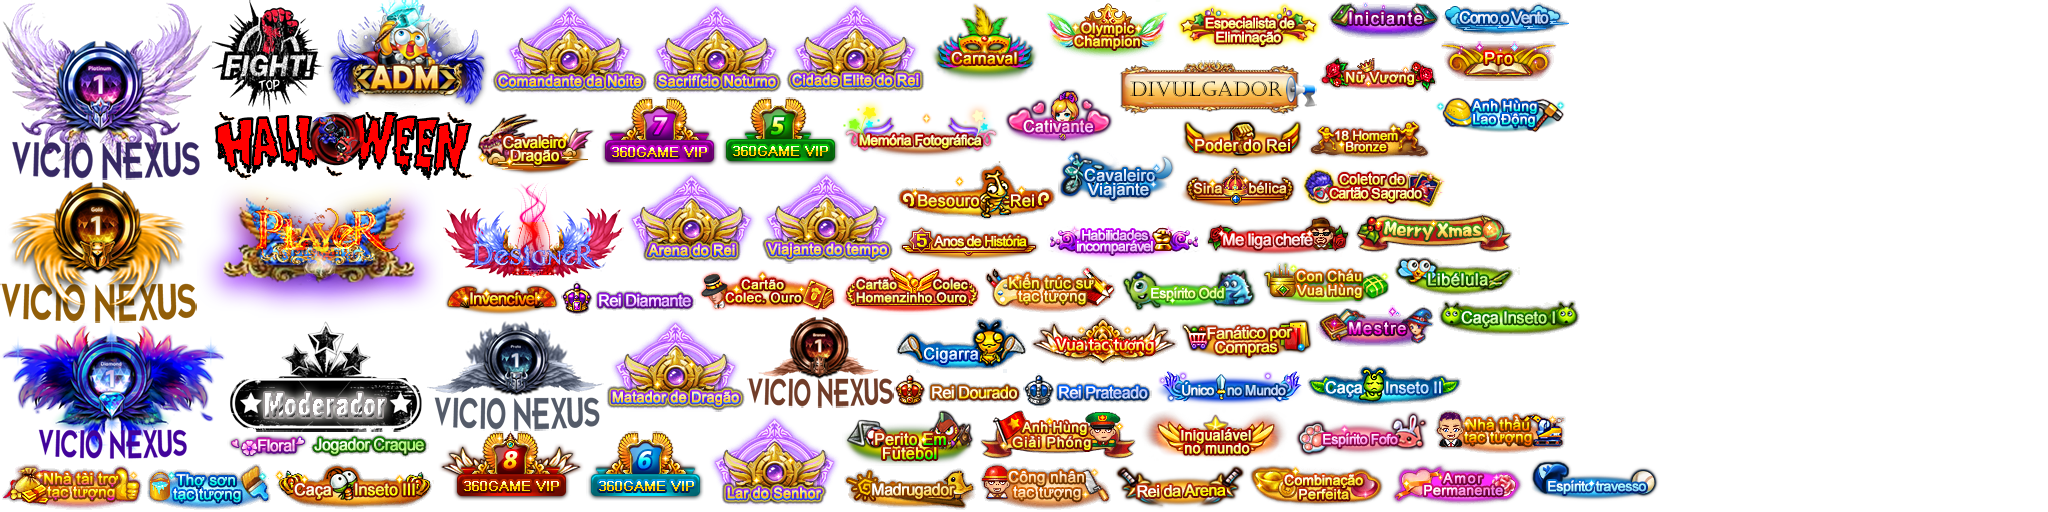 Platinum
1
VICIO NEXUS
FIGHT!
TOP
ADM
Comandante da Noite
Sacrifício Noturno
Cidade Elite do Rei
Carnaval
Olympic
Champion
Especialista de
Eliminação
Iniciante
Como o Vento
Pro
Nữ Vương
DIVULGADOR
Anh Hùng
Lao Động
HALLOWEEN
Cavaleiro
Dragão
7
360GAME VIP
5
360GAME VIP
Memória Fotográfica
Cativante
Poder do Rei
18 Homem
Bronze
Gold
1
VICIO NEXUS
PLAYER
DESIGNER
Arena do Rei
Viajante do tempo
Besouro Rei
Cavaleiro
Viajante
Sina bélica
Coletor de
Cartão Sagrado
5 Anos de História
Habilidades
incomparável
Me liga chefe
Merry Xmas
Invencível
Rei Diamante
Cartão
Colec. Ouro
Cartão Colec.
Homenzinho Ouro
Kiến trúc sư
tạc tượng
Espírito Odd
Con Cháu
Vua Hùng
Libélula
Diamond
1
VICIO NEXUS
Moderador
1
VICIO NEXUS
Matador de Dragão
Bronze
1
VICIO NEXUS
Cigarra
Vua tạc tượng
Fanático por
Compras
Mestre
Caça Inseto I
Rei Dourado
Rei Prateado
Único no Mundo
Caça Inseto II
Floral
Jogador Craque
8
360GAME VIP
6
360GAME VIP
Lar do Senhor
Perito Em
Futebol
Anh Hùng
Giải Phóng
Inigualável
no mundo
Espírito Fofo
Nhà thầu
tạc tượng
Nhà tài trợ
tạc tượng
Thợ sơn
tạc tượng
Caça Inseto III
Madrugador
Công nhân
tạc tượng
Rei da Arena
Combinação
Perfeita
Amor
Permanente
Espírito travesso